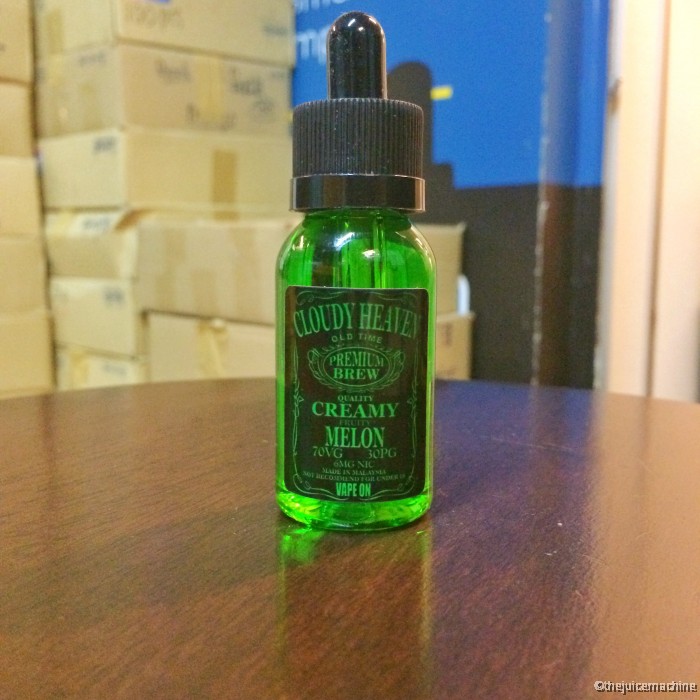 CLOUDY HEAVEN
OLD TIME
PREMIUM
BREW
QUALITY
CREAMY
FRUITY
MELON
70VG 30PG
6MG NIC
MADE IN MALAYSIA
NOT RECOMMEND FOR UNDER 18
VAPE ON
©thejuicemachine